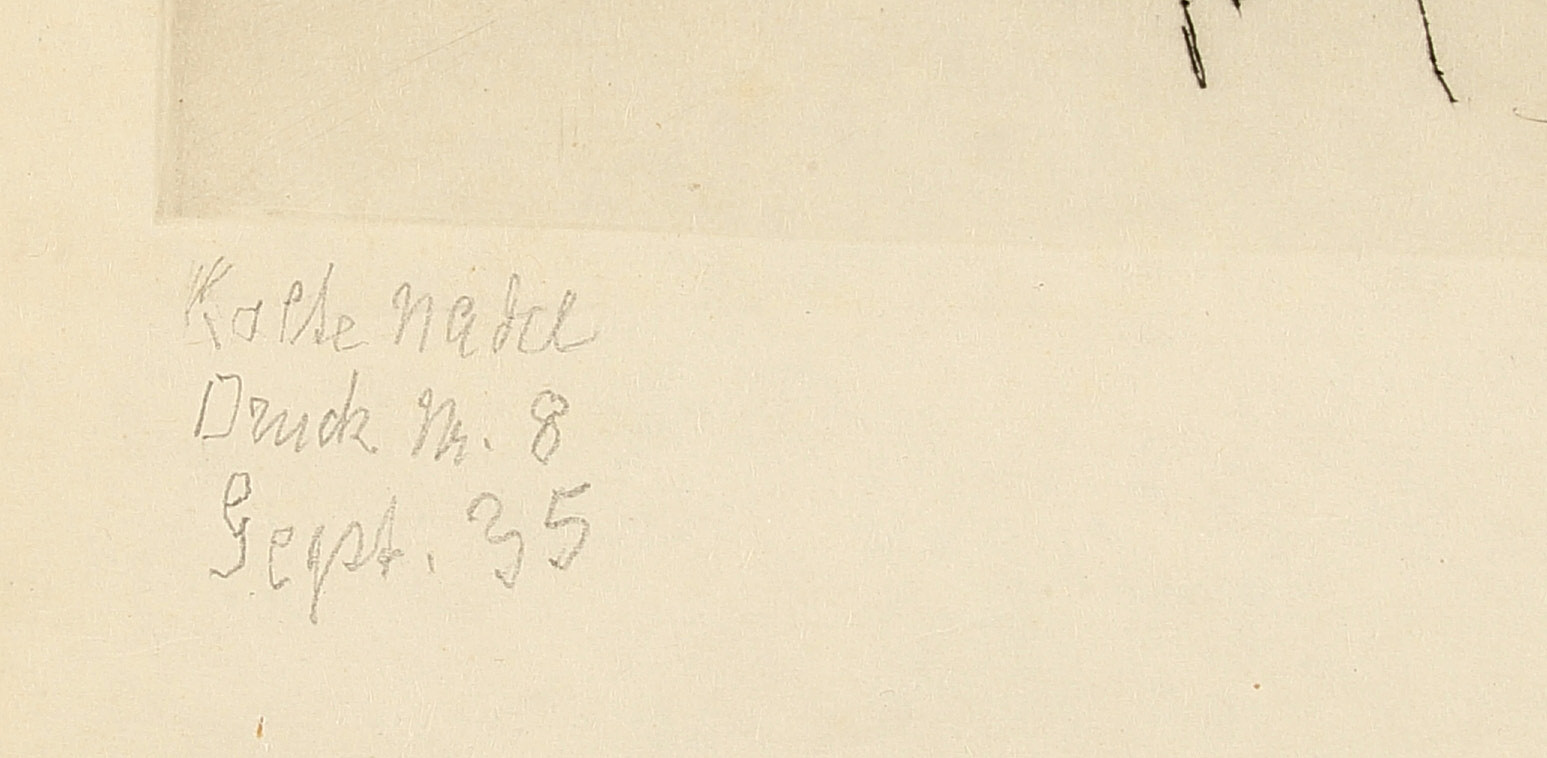 Kalte Nadel
Druck Nr. 8
Sept. 35